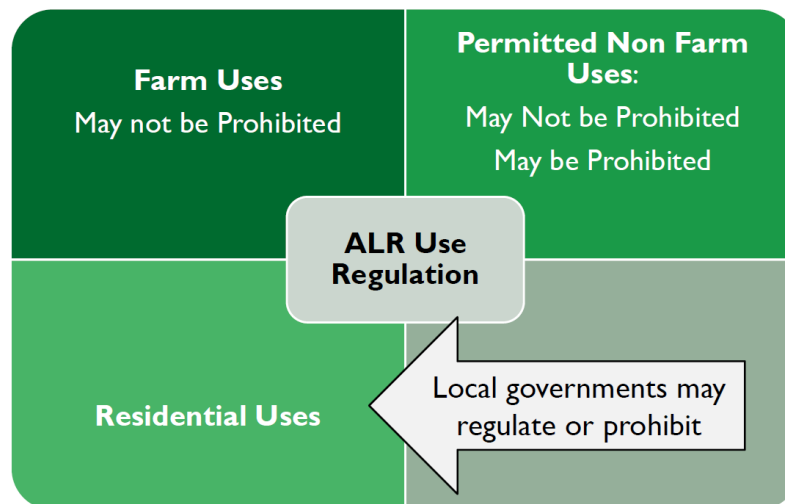 Farm Uses
May not be Prohibited
Permitted Non Farm
Uses:
May Not be Prohibited
May be Prohibited
ALR Use
Regulation
Residential Uses
Local governments may
regulate or prohibit